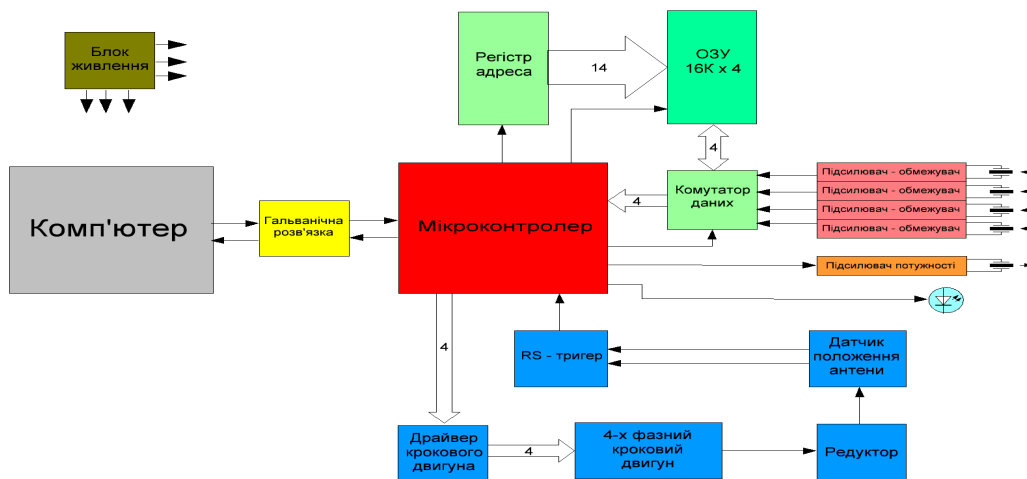 Блок
живлення
Регістр
адреса
14
ОЗУ
16К x 4
4
Комп'ютер
Гальванічна
розв'язка
Мікроконтролер
4
Комутатор
даних
Підсилювач - обмежувач
Підсилювач - обмежувач
Підсилювач - обмежувач
Підсилювач - обмежувач
Підсилювач потужності
4
RS - тригер
Датчик
положення
антени
Драйвер
крокового
двигуна
4
4-х фазний
кроковий
двигун
Редуктор